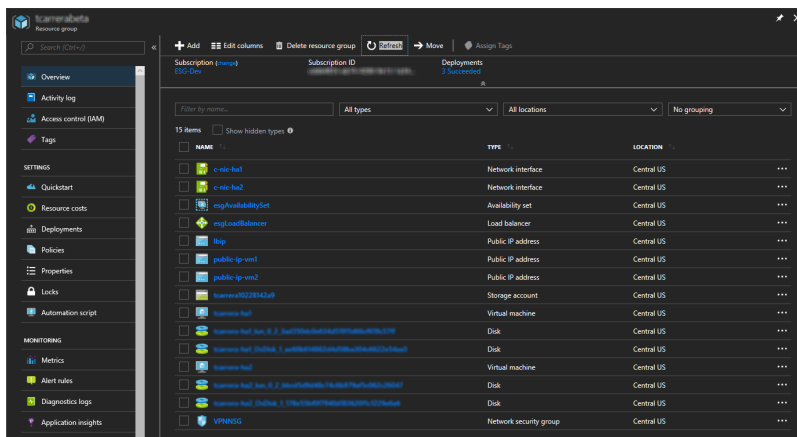 tcarrerabeta
Resource group
Search (Ctrl+/)
Overview
Activity log
Access control (IAM)
Tags
SETTINGS
Quickstart
Resource costs
Deployments
Policies
Properties
Locks
Automation script
MONITORING
Metrics
Alert rules
Diagnostics logs
Application insights
Add Edit columns Delete resource group Refresh Move Assign Tags
Subscription (change) Subscription ID Deployments
ESG-Dev 3 Succeeded
Filter by name... All types All locations No grouping
15 items Show hidden types
NAME TYPE LOCATION
c-nic-ha1 Network interface Central US
c-nic-ha2 Network interface Central US
esgAvailabilitySet Availability set Central US
esgLoadBalancer Load balancer Central US
lbip Public IP address Central US
public-ip-vm1 Public IP address Central US
public-ip-vm2 Public IP address Central US
Storage account Central US
Virtual machine Central US
Disk Central US
Disk Central US
Virtual machine Central US
Disk Central US
Disk Central US
VPNNSG Network security group Central US